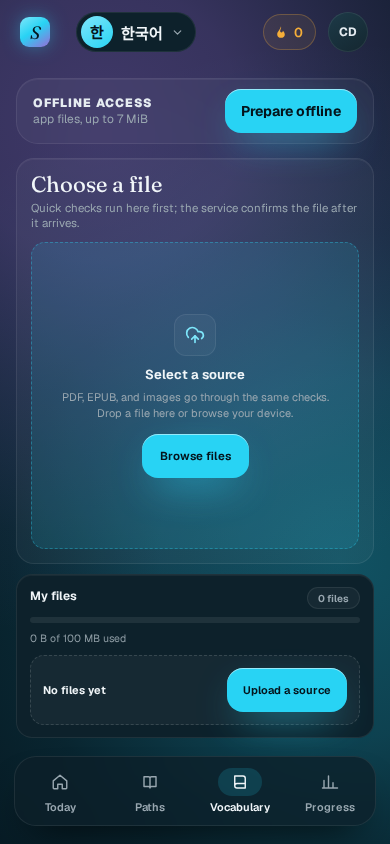 S
한
한국어
0
CD
OFFLINE ACCESS
app files, up to 7 MiB
Prepare offline
Choose a file
Quick checks run here first; the service confirms the file after
it arrives.
Select a source
PDF, EPUB, and images go through the same checks.
Drop a file here or browse your device.
Browse files
My files
0 files
0 B of 100 MB used
No files yet
Upload a source
Today
Paths
Vocabulary
Progress